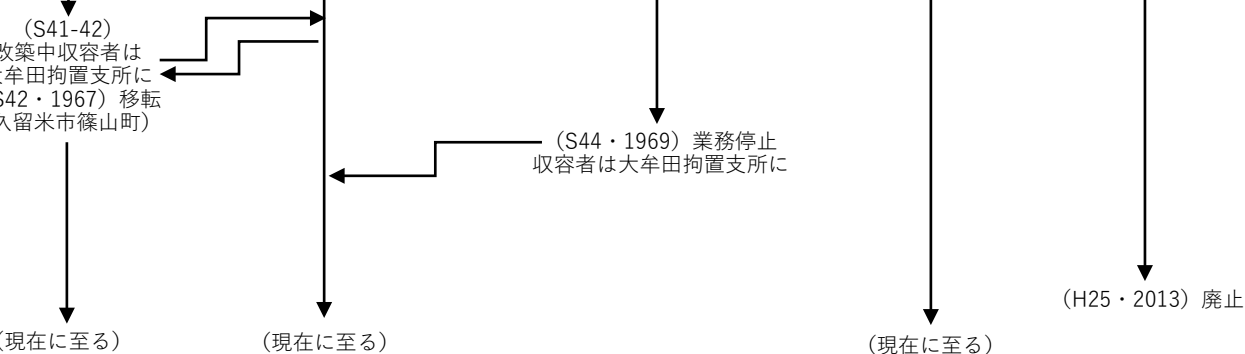 (S41-42)
改築中収容者は
大牟田拘置支所に
S42・1967）移転
久留米市篠山町）
（S44・1969）業務停止
収容者は大牟田拘置支所に
（H25・2013）廃止
（現在に至る）
（現在に至る）
（現在に至る）